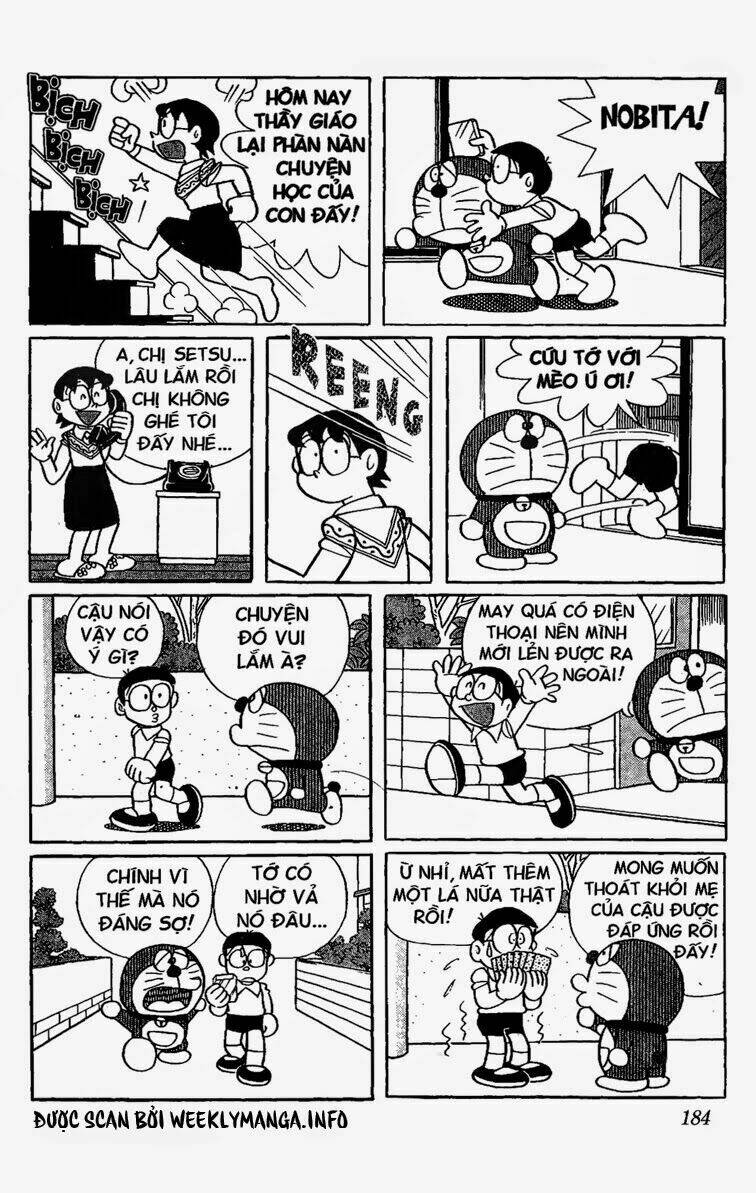 NOBITA!
HÔM NAY
THẦY GIÁO
LẠI PHÀN NÀN
CHUYỆN
HỌC CỦA
CON ĐẤY!
BỊCH
BỊCH
BỊCH
CỨU TỚ VỚI
MÈO Ú ƠI!
REENG
A, CHỊ SETSU...
LÂU LẮM RỒI
CHỊ KHÔNG
GHÉ TÔI
ĐẤY NHÉ...
MAY QUÁ CÓ ĐIỆN
THOẠI NÊN MÌNH
MỚI LẺN ĐƯỢC RA
NGOÀI!
CHUYỆN
ĐÓ VUI
LẮM À?
CẬU NÓI
VẬY CÓ
Ý GÌ?
MONG MUỐN
THOÁT KHỎI MẸ
CỦA CẬU ĐƯỢC
ĐÁP ỨNG RỒI
ĐẤY!
Ừ NHỈ, MẤT THÊM
MỘT LÁ NỮA THẬT
RỒI!
TỚ CÓ
NHỜ VẢ
NÓ ĐÂU...
CHÍNH VÌ
THẾ MÀ NÓ
ĐÁNG SỢ!
ĐƯỢC SCAN BỞI WEEKLYMANGA.INFO
184